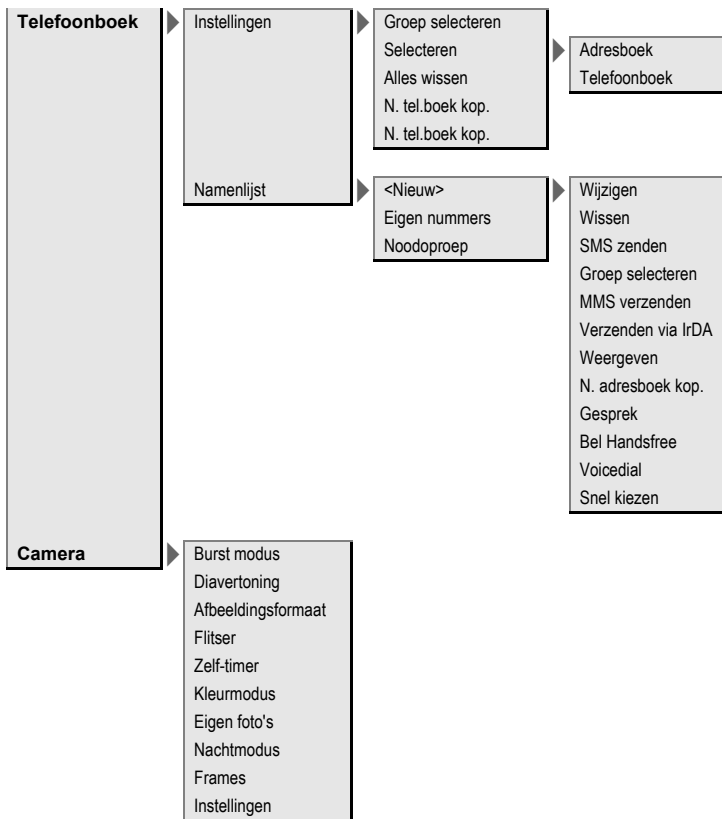 Telefoonboek
Instellingen
Groep selecteren
Selecteren
Alles wissen
N. tel.boek kop.
N. tel.boek kop.
Adresboek
Telefoonboek
Namenlijst
<Nieuw>
Eigen nummers
Noodoproep
Wijzigen
Wissen
SMS zenden
Groep selecteren
MMS verzenden
Verzenden via IrDA
Weergeven
N. adresboek kop.
Gesprek
Bel Handsfree
Voicedial
Snel kiezen
Camera
Burst modus
Diavertoning
Afbeeldingsformaat
Flitser
Zelf-timer
Kleurmodus
Eigen foto's
Nachtmodus
Frames
Instellingen